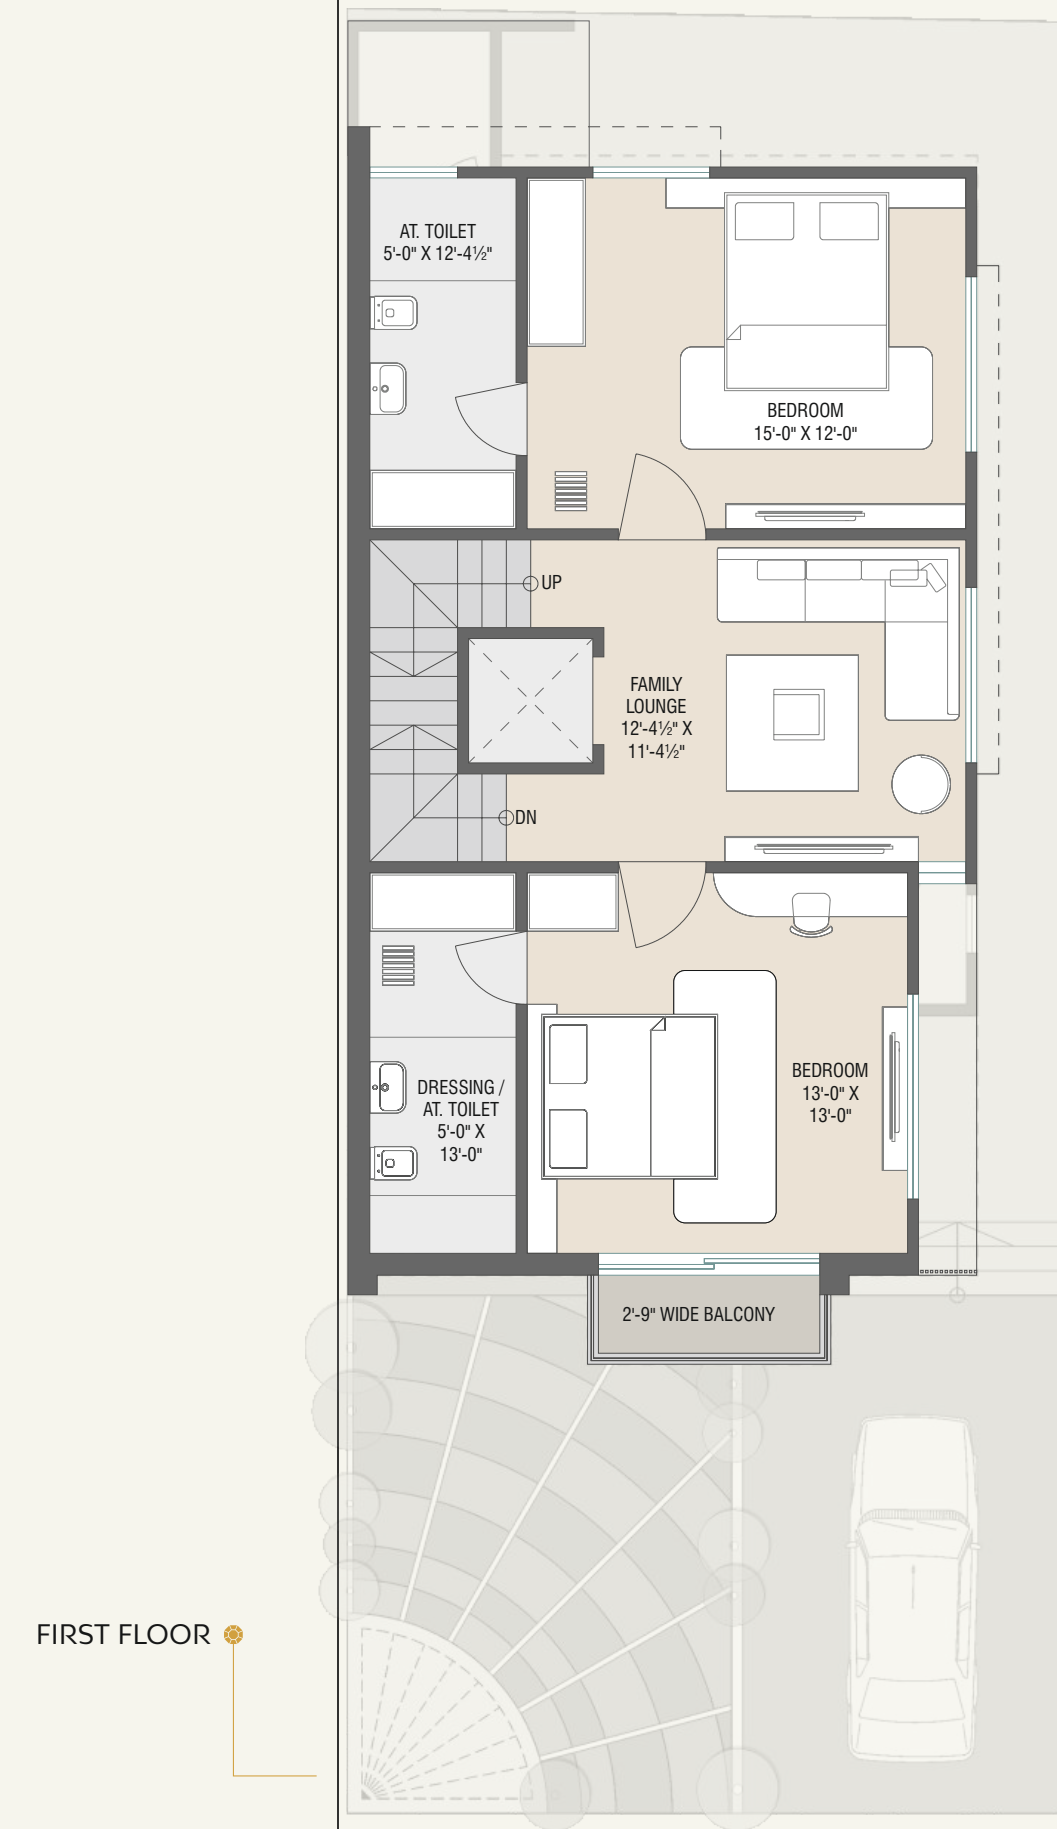 AT. TOILET
5'-0" X 12'-4½"
BEDROOM
15'-0" X 12'-0"
UP
FAMILY
LOUNGE
12'-4½" X
11'-4½"
DN
BEDROOM
13'-0" X
13'-0"
DRESSING /
AT. TOILET
5'-0" X
13'-0"
2'-9" WIDE BALCONY
FIRST FLOOR